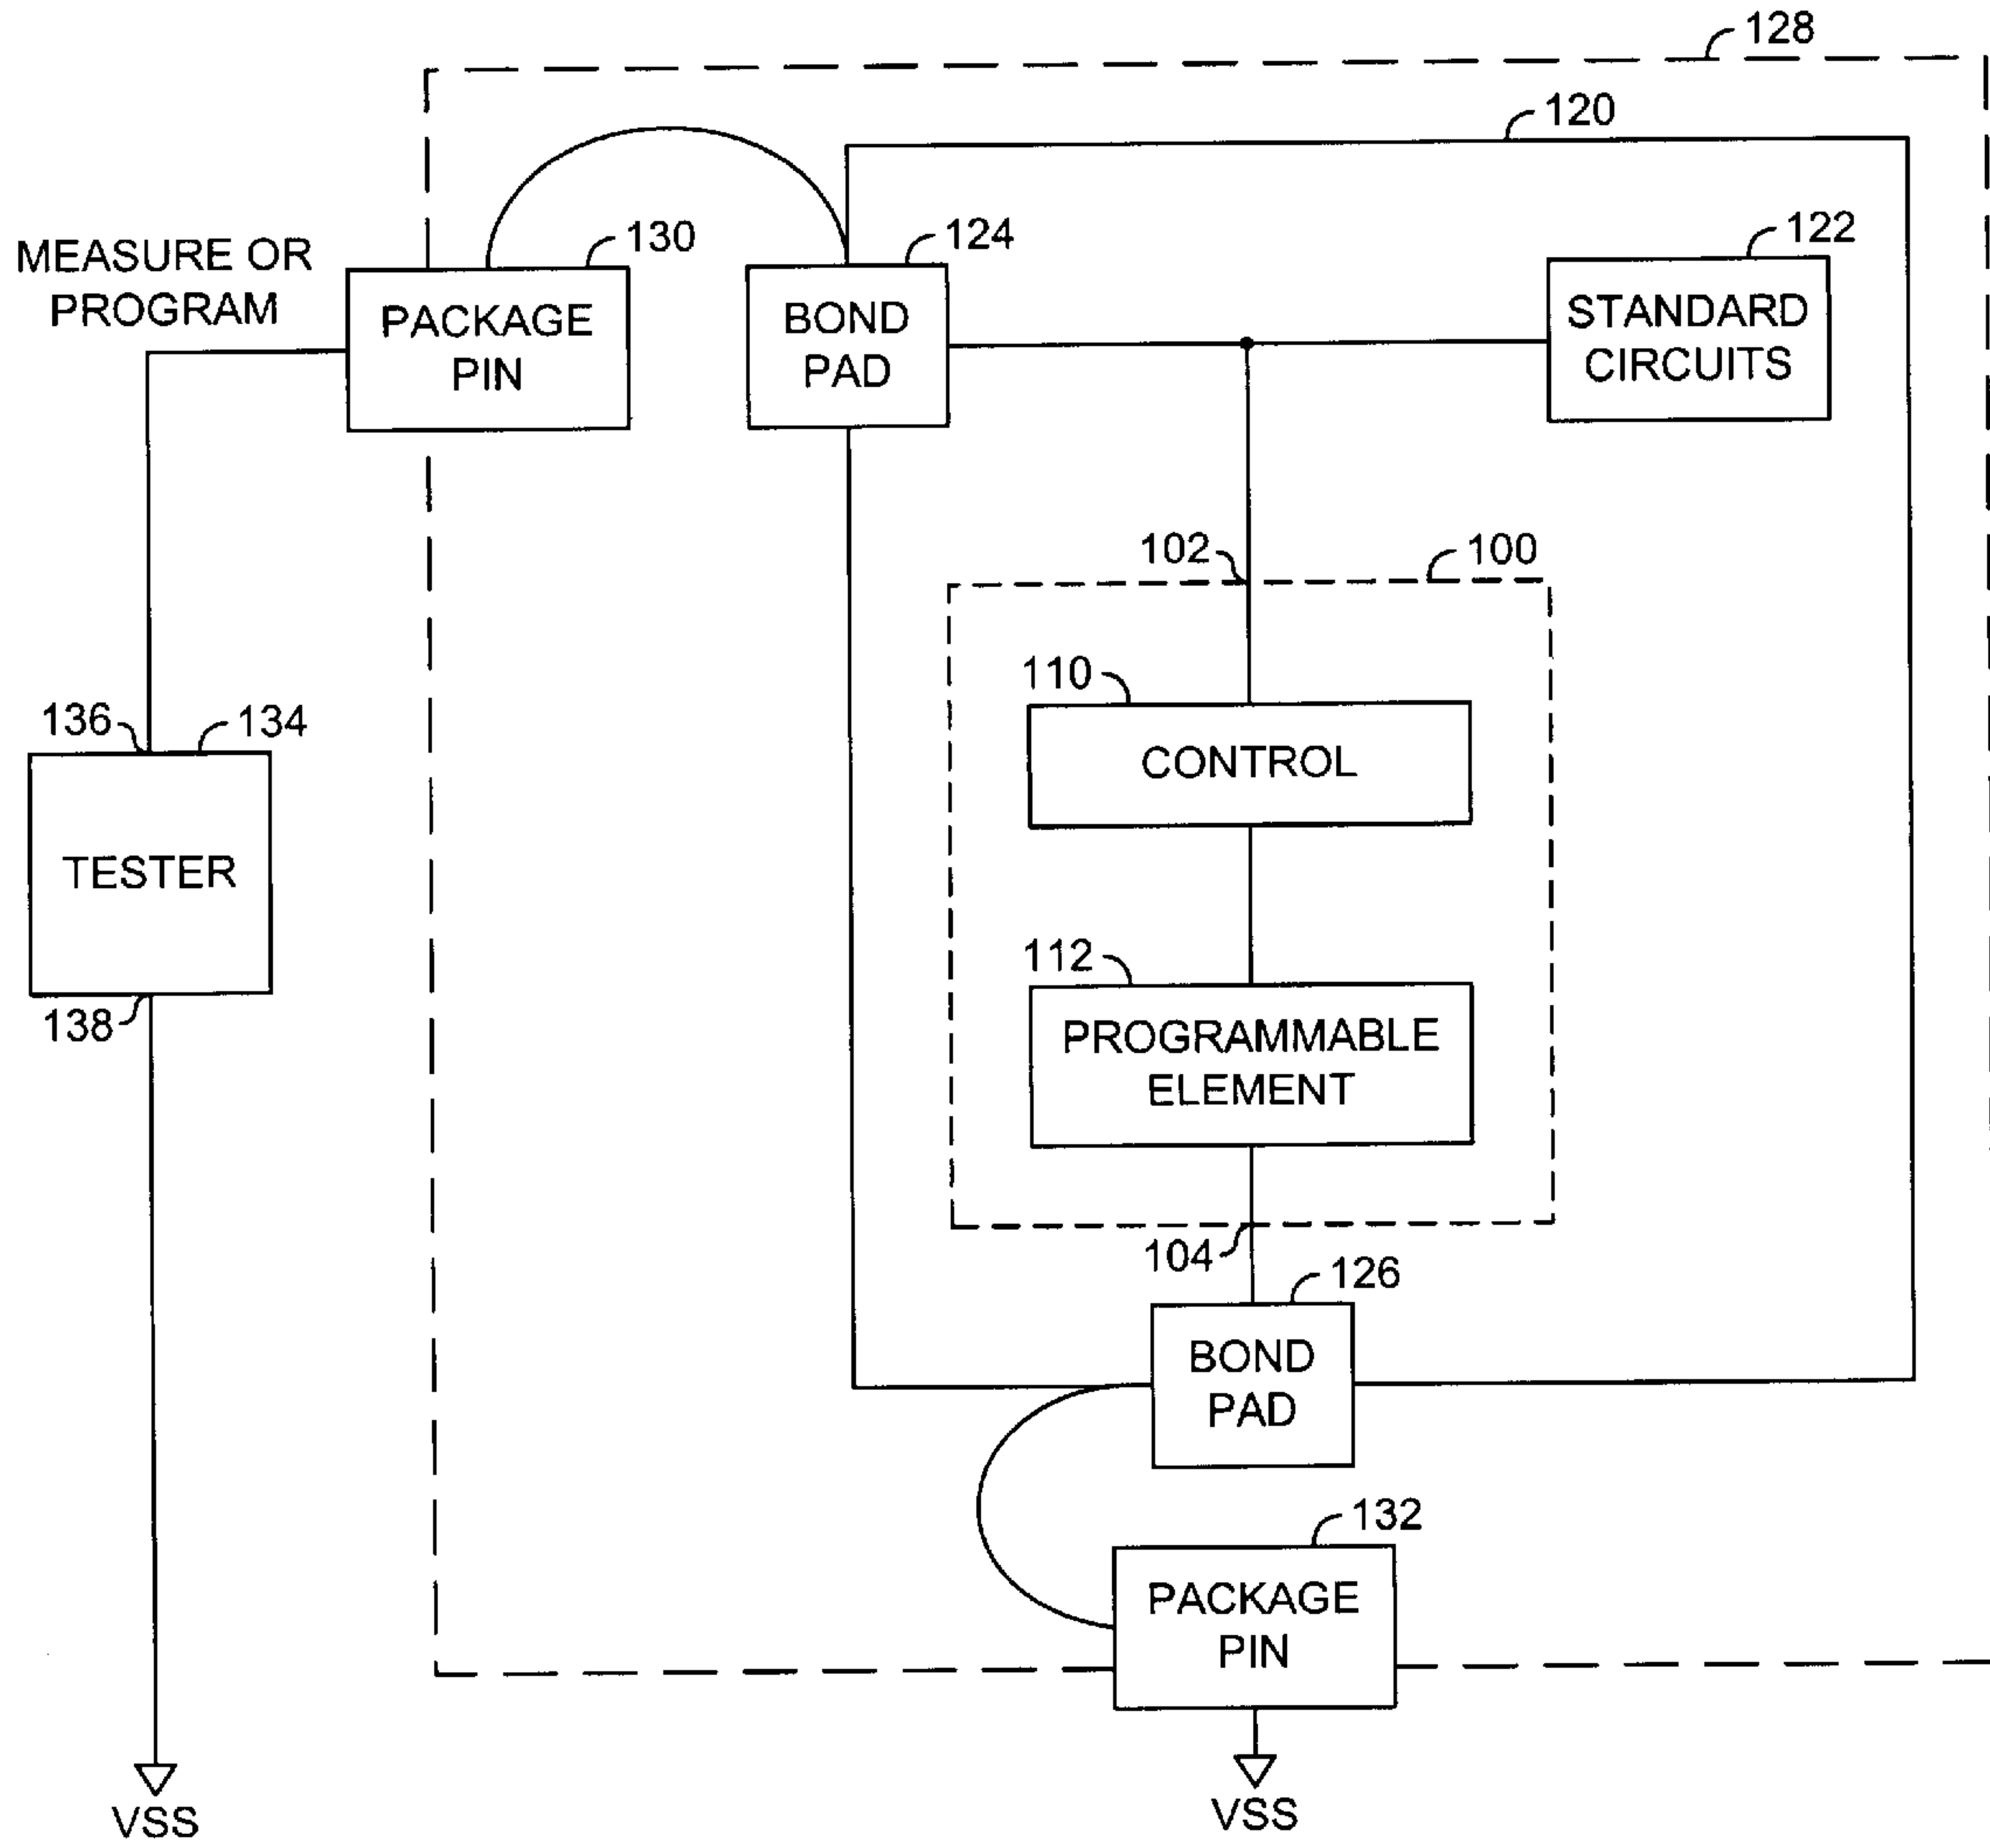 128
120
130
124
122
MEASURE OR
PROGRAM
PACKAGE
PIN
BOND
PAD
STANDARD
CIRCUITS
102
100
110
136
134
CONTROL
TESTER
112
138
PROGRAMMABLE
ELEMENT
104
126
BOND
PAD
132
PACKAGE
PIN
VSS
VSS